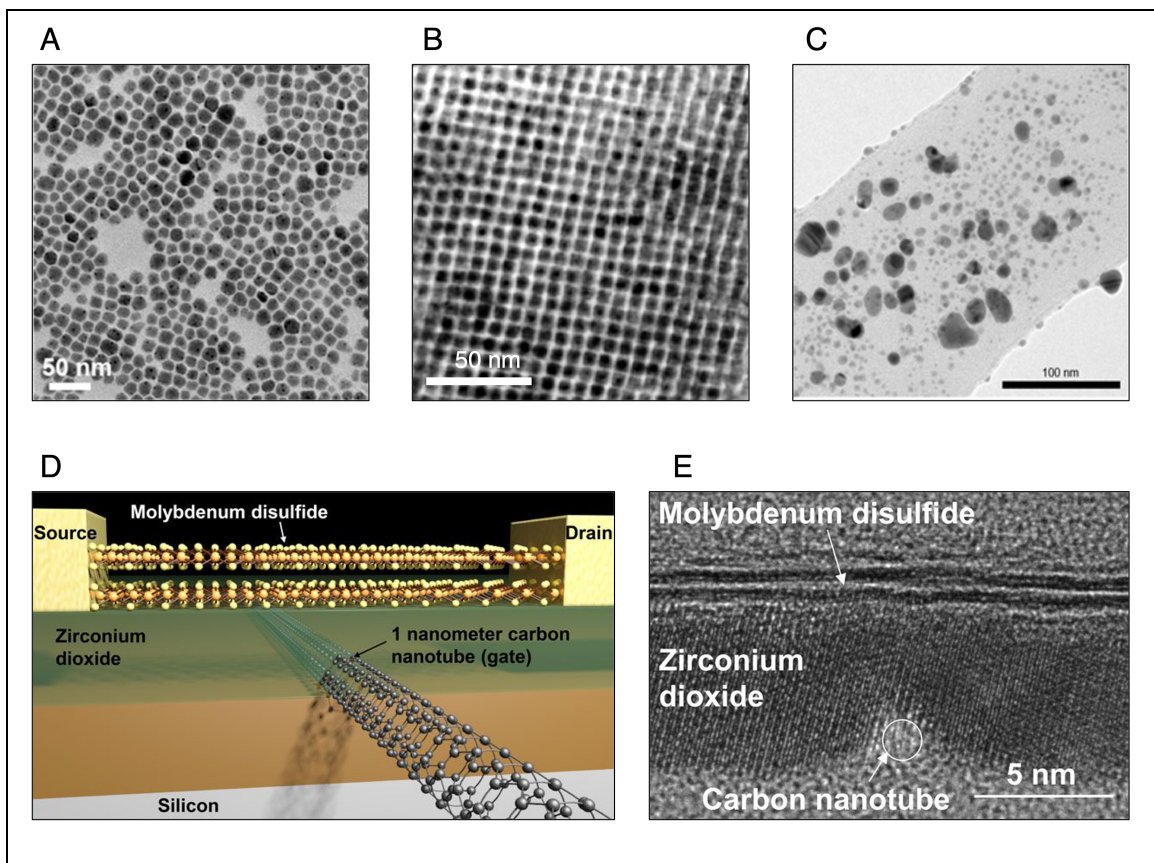 A
B
C
50 nm
50 nm
100 nm
D
E
Molybdenum disulfide
Source
Drain
Zirconium
dioxide
1 nanometer carbon
nanotube (gate)
Silicon
Molybdenum disulfide
Zirconium
dioxide
Carbon nanotube
5 nm